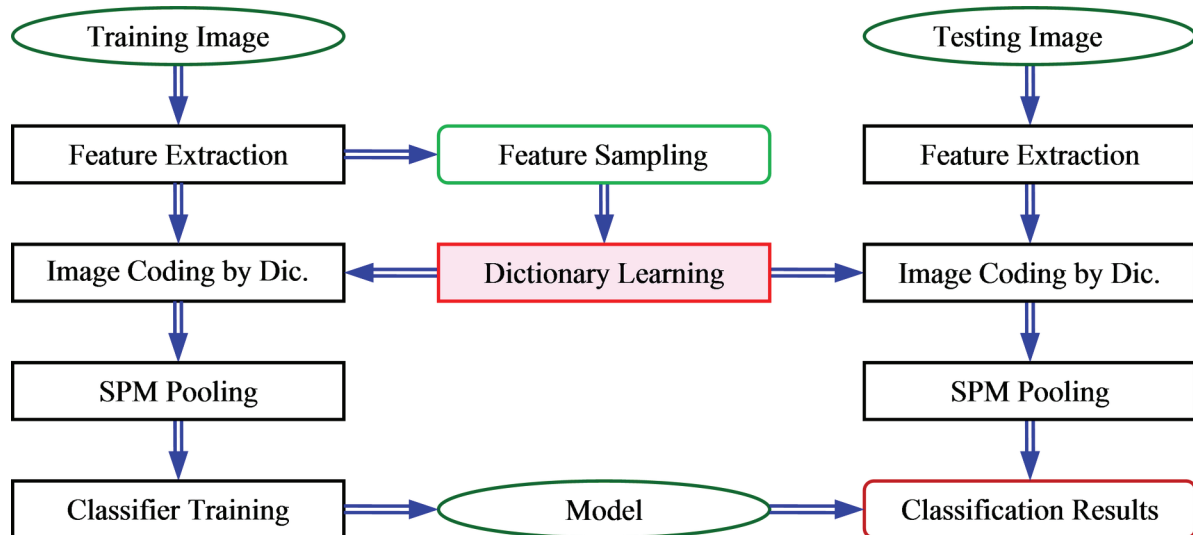 Training Image
Testing Image
Feature Extraction
Feature Sampling
Feature Extraction
Image Coding by Dic.
Dictionary Learning
Image Coding by Dic.
SPM Pooling
SPM Pooling
Classifier Training
Model
Classification Results